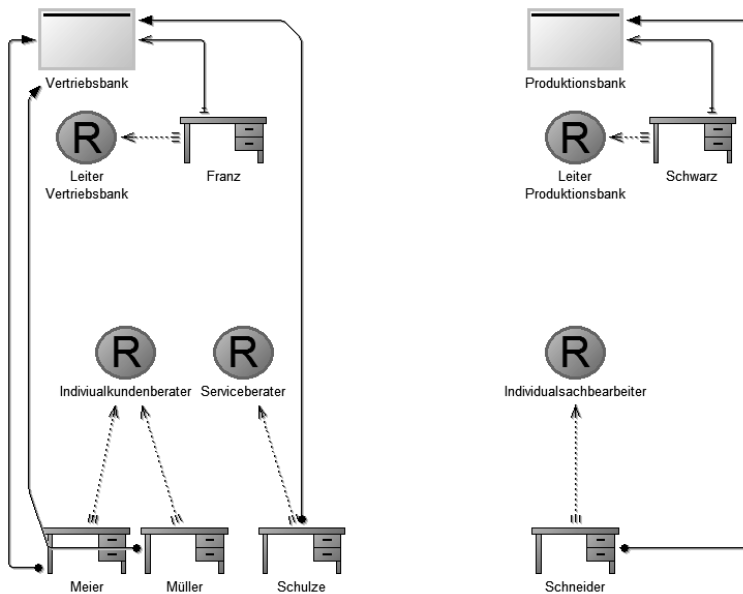 Vertriebsbank
Produktionsbank
R
R
Leiter
Vertriebsbank
Franz
Leiter
Produktionsbank
Schwarz
R
R
R
Indiviualkundenberater
Serviceberater
Individualsachbearbeiter
Meier
Müller
Schulze
Schneider